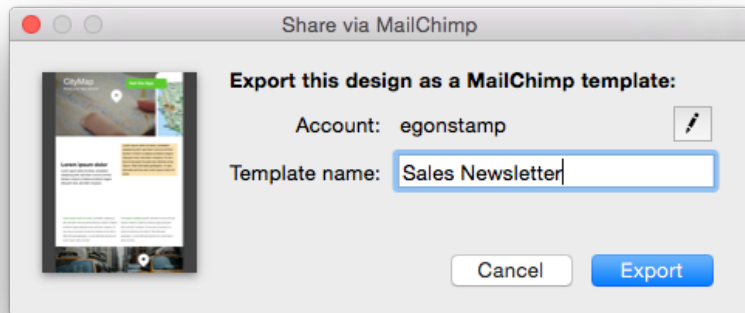 Share via MailChimp
Export this design as a MailChimp template:
Account: egonstamp
Template name: Sales Newsletter
Cancel
Export
CityMap
Lorem ipsum dolor